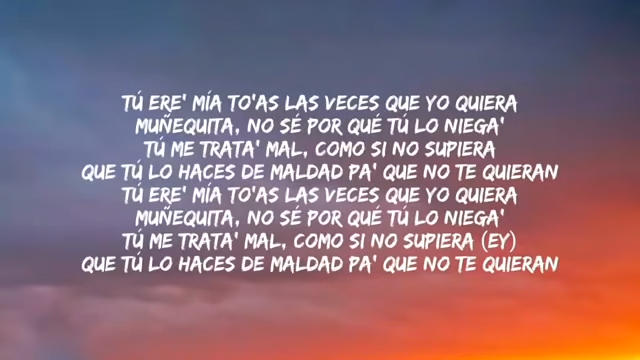 TÚ ERE' MÍA TO'AS LAS VECES QUE YO QUIERA
MUÑEQUITA, NO SÉ POR QUÉ TÚ LO NIEGA'
TÚ ME TRATA' MAL, COMO SI NO SUPIERA
QUE TÚ LO HACES DE MALDAD PA' QUE NO TE QUIERAN
TÚ ERE' MÍA TO'AS LAS VECES QUE YO QUIERA
MUÑEQUITA, NO SÉ POR QUÉ TÚ LO NIEGA'
TÚ ME TRATA' MAL, COMO SI NO SUPIERA (EY)
QUE TÚ LO HACES DE MALDAD PA' QUE NO TE QUIERAN